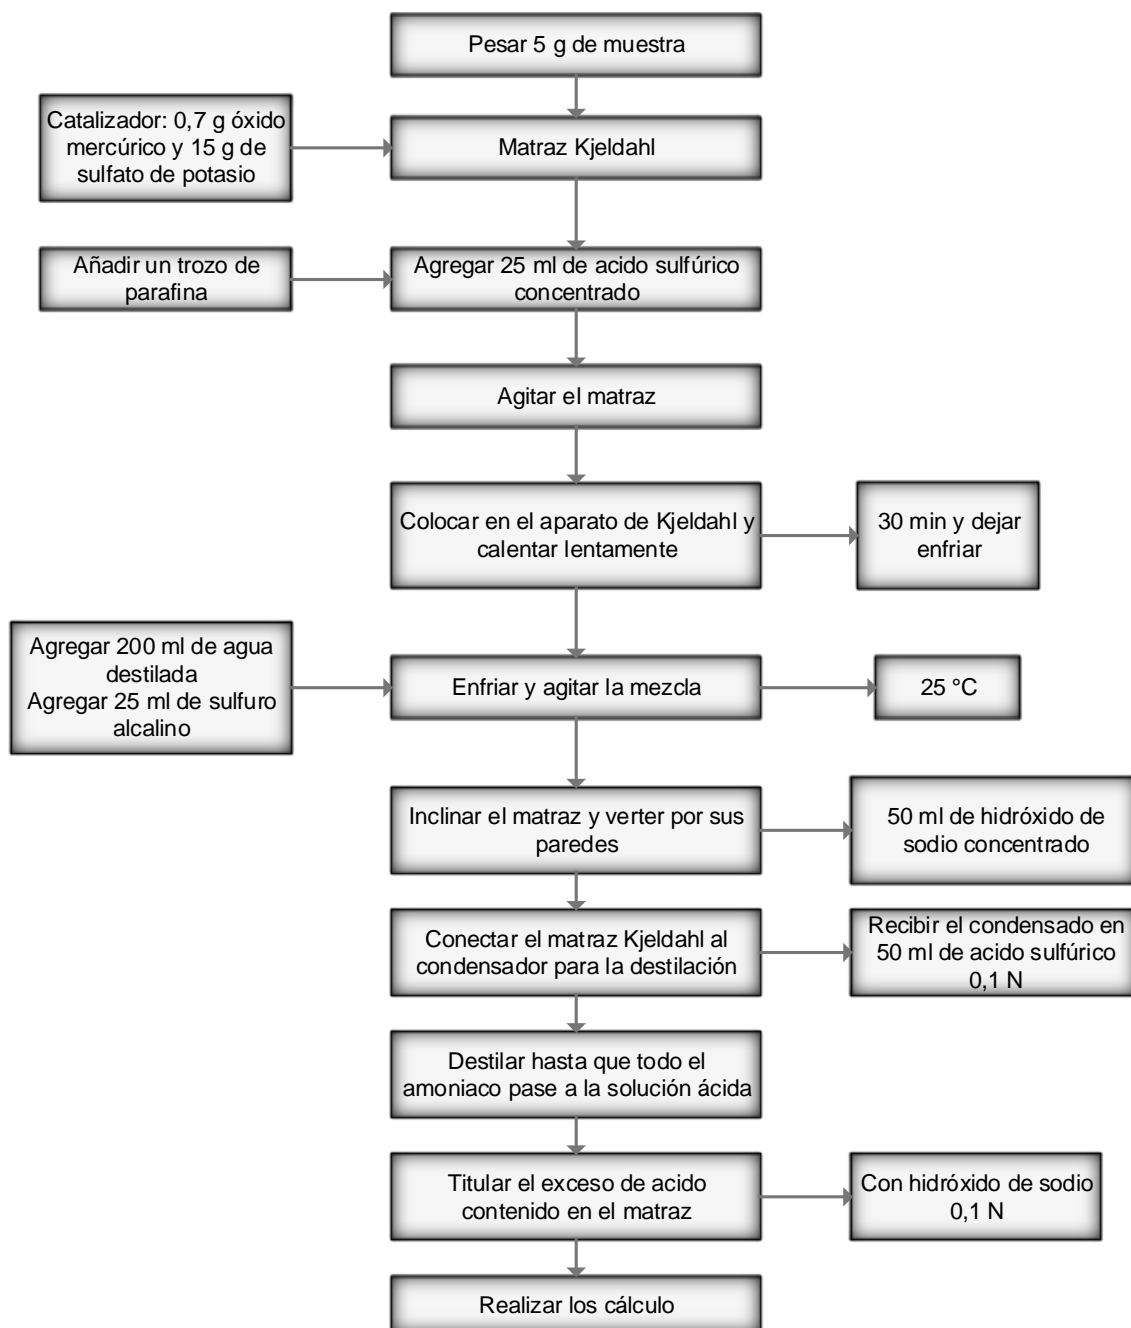 Pesar 5 g de muestra
Catalizador: 0,7 g óxido
mercúrico y 15 g de
sulfato de potasio
Matraz Kjeldahl
Añadir un trozo de
parafina
Agregar 25 ml de acido sulfúrico
concentrado
Agitar el matraz
Colocar en el aparato de Kjeldahl y
calentar lentamente
30 min y dejar
enfriar
Agregar 200 ml de agua
destilada
Agregar 25 ml de sulfuro
alcalino
Enfriar y agitar la mezcla
25 °C
Inclinar el matraz y verter por sus
paredes
50 ml de hidróxido de
sodio concentrado
Conectar el matraz Kjeldahl al
condensador para la destilación
Recibir el condensado en
50 ml de acido sulfúrico
0,1 N
Destilar hasta que todo el
amoniaco pase a la solución ácida
Titular el exceso de acido
contenido en el matraz
Con hidróxido de sodio
0,1 N
Realizar los cálculo